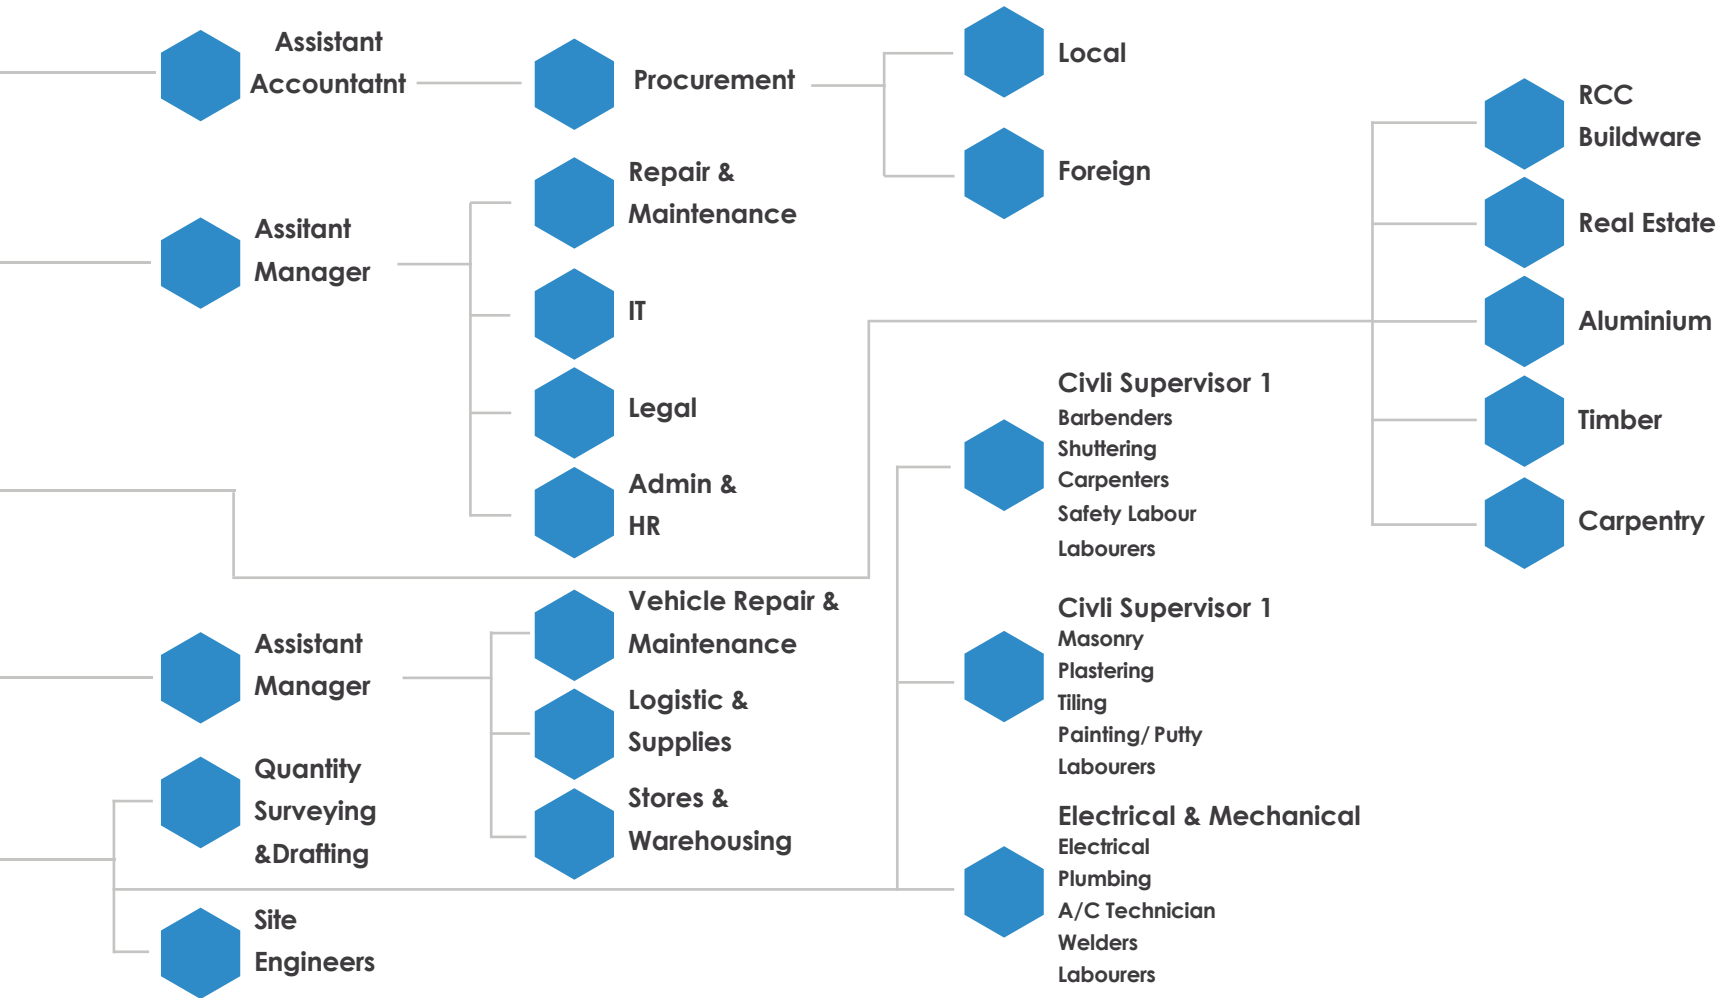 Assistant
Accountatnt
Procurement
Local
Foreign
Assitant
Manager
Repair &
Maintenance
IT
Legal
Admin &
HR
RCC
Buildware
Real Estate
Aluminium
Timber
Carpentry
Assistant
Manager
Vehicle Repair &
Maintenance
Logistic &
Supplies
Stores &
Warehousing
Quantity
Surveying
&Drafting
Site
Engineers
Civli Supervisor 1
Barbenders
Shuttering
Carpenters
Safety Labour
Labourers
Civli Supervisor 1
Masonry
Plastering
Tiling
Painting/ Putty
Labourers
Electrical & Mechanical
Electrical
Plumbing
A/C Technician
Welders
Labourers